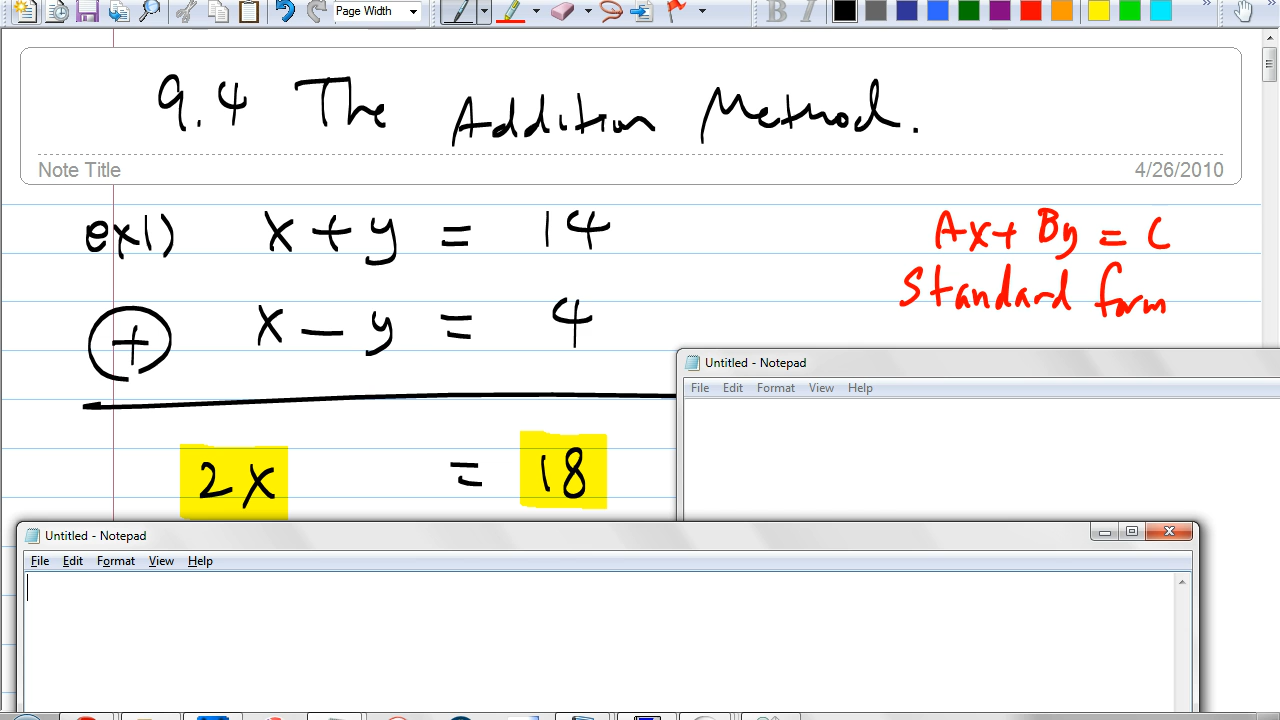 Page Width
B I
9.4 The Addition Method.
Note Title 4/26/2010
ex1) x + y = 14
Ax + By = C
Standard form
+ x - y = 4
2x = 18
Untitled - Notepad
File Edit Format View Help
Untitled - Notepad
File Edit Format View Help